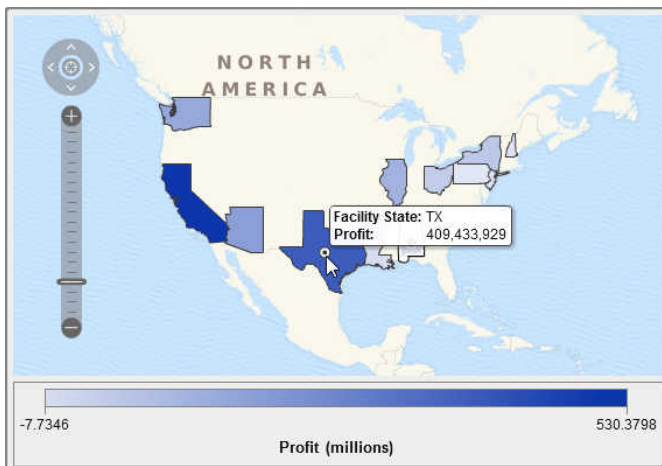 NORTH
AMERICA
Facility State: TX
Profit: 409,433,929
-7.7346 530.3798
Profit (millions)